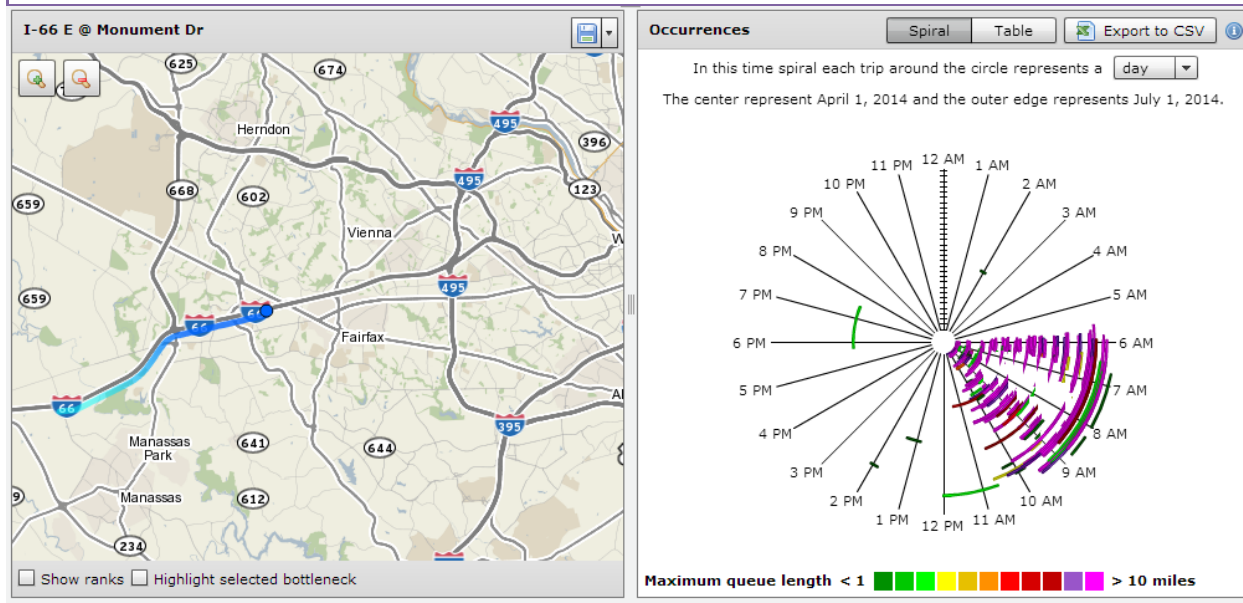 I-66 E @ Monument Dr
625
674
Herndon
495
396
495
123
668
602
659
Vienna
659
495
66
Fairfax
66
395
Manassas
Park
641
644
Manassas
612
234
Show ranks
Highlight selected bottleneck
Occurrences
Spiral
Table
Export to CSV
In this time spiral each trip around the circle represents a day
The center represent April 1, 2014 and the outer edge represents July 1, 2014.
12 AM
1 AM
2 AM
3 AM
4 AM
5 AM
6 AM
7 AM
8 AM
9 AM
10 AM
11 AM
12 PM
1 PM
2 PM
3 PM
4 PM
5 PM
6 PM
7 PM
8 PM
9 PM
10 PM
11 PM
Maximum queue length < 1
> 10 miles